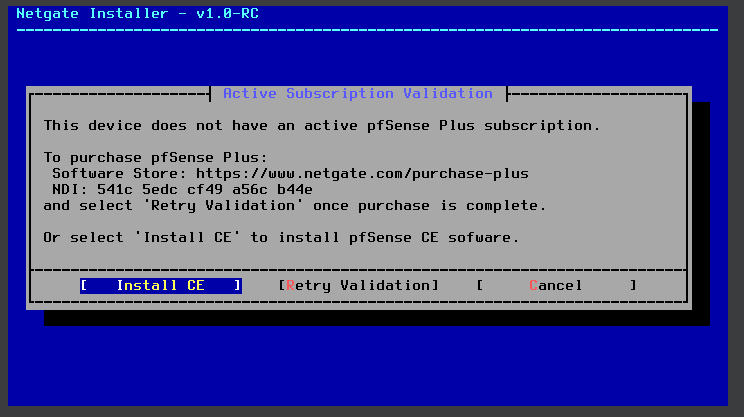 Netgate Installer - v1.0-RC
Active Subscription Validation
This device does not have an active pfSense Plus subscription.
To purchase pfSense Plus:
Software Store: https://www.netgate.com/purchase-plus
NDI: 541c 5edc cf49 a56c b44e
and select 'Retry Validation' once purchase is complete.
Or select 'Install CE' to install pfSense CE sofware.
[ Install CE ] [Retry Validation] [ Cancel ]